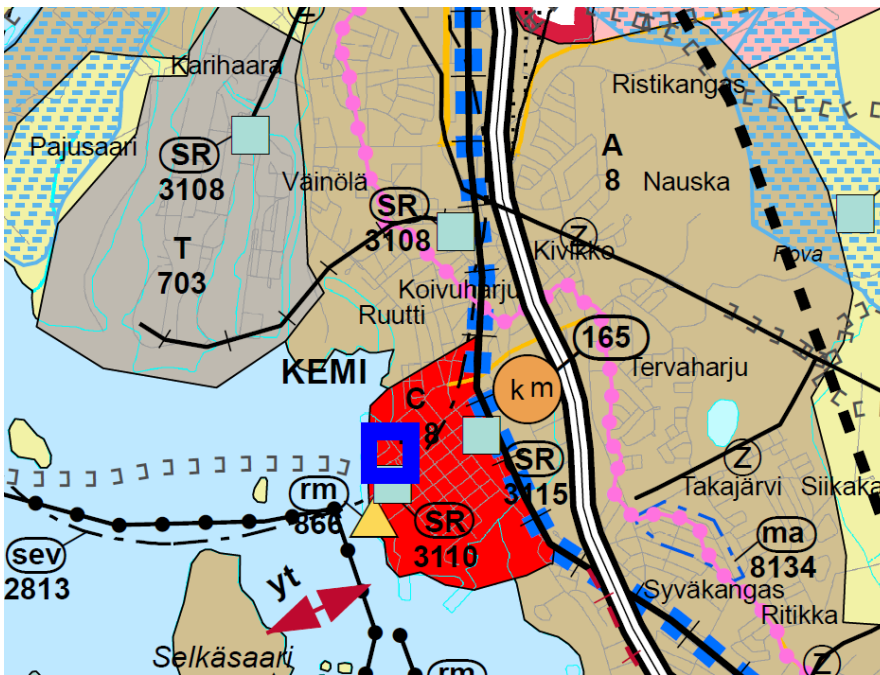 Z
Karihaara
Ristikangas
Pajusaari
SR
3108
A
8
Väinölä
Nauska
SR
3108
Z
Kivikko
Rova
T
703
Koivuharju
Ruutti
165
Tervaharju
KEMI
km
C
8
SR
3115
Z
Takajärvi
Siikaka
rm
866
SR
3110
ma
8134
sev
2813
yt
Syväkangas
Ritikka
Selkäsaari
rm
Z